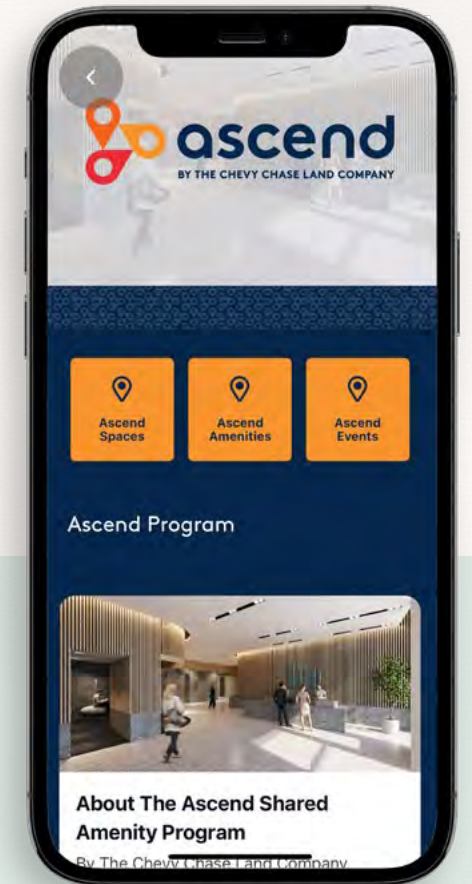 ascend
BY THE CHEVY CHASE LAND COMPANY
Ascend
Spaces
Ascend
Amenities
Ascend
Events
Ascend Program
About The Ascend Shared
Amenity Program
By The Chevy Chase Land Company